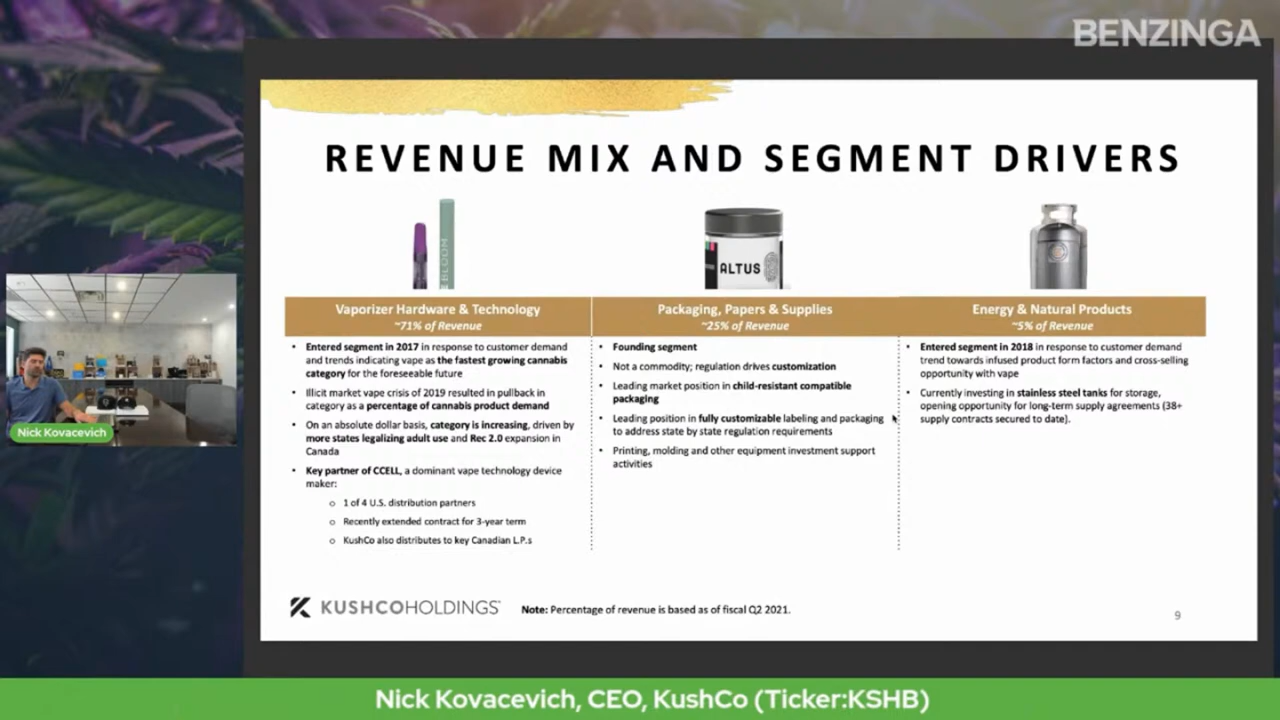 BENZINGA
REVENUE MIX AND SEGMENT DRIVERS
ALTUS
Vaporizer Hardware & Technology
~71% of Revenue
• Entered segment in 2017 in response to customer demand
and trends indicating vape as the fastest growing cannabis
category for the foreseeable future
• Illicit market vape crisis of 2019 resulted in pullback in
category as a percentage of cannabis product demand
• On an absolute dollar basis, category is increasing, driven by
more states legalizing adult use and Rec 2.0 expansion in
Canada
• Key partner of CCELL, a dominant vape technology device
maker:
o 1 of 4 U.S. distribution partners
o Recently extended contract for 3-year term
o KushCo also distributes to key Canadian L.P.s
Packaging, Papers & Supplies
~25% of Revenue
• Founding segment
• Not a commodity; regulation drives customization
• Leading market position in child-resistant compatible
packaging
• Leading position in fully customizable labeling and packaging
to address state by state regulation requirements
• Printing, molding and other equipment investment support
activities
Energy & Natural Products
~5% of Revenue
• Entered segment in 2018 in response to customer demand
trend towards infused product form factors and cross-selling
opportunity with vape
• Currently investing in stainless steel tanks for storage,
opening opportunity for long-term supply agreements (38+
supply contracts secured to date).
Nick Kovacevich
KUSHCOHOLDINGS
Note: Percentage of revenue is based as of fiscal Q2 2021.
9
Nick Kovacevich, CEO, KushCo (Ticker:KSHB)